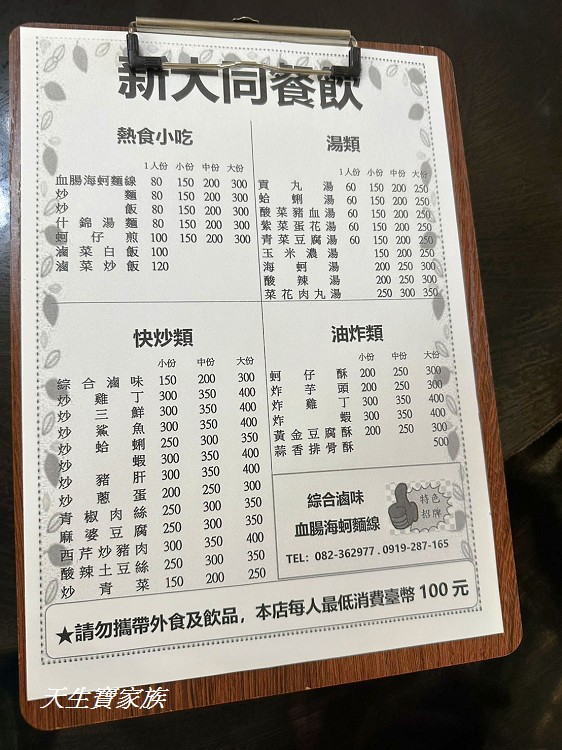 新大同餐飲
熱食小吃
1人份 小份 中份 大份
血腸海蚵麵線 80 150 200 300
炒麵 80 150 200 300
炒飯 80 150 200 300
什錦湯麵 80 150 200 300
蚵仔煎 100 150 200 300
滷菜白飯 100
滷菜炒飯 120
湯類
1人份 小份 中份 大份
貢丸湯 60 150 200 250
蛤蜊湯 60 150 200 250
酸菜豬血湯 60 150 200 250
紫菜蛋花湯 60 150 200 250
青菜豆腐湯 60 150 200 250
玉米濃湯 150 200 250
海蚵湯 200 250 300
酸辣湯 200 250 300
菜花肉丸湯 250 300 350
快炒類
小份 中份 大份
綜合滷味 150 200 300
炒雞丁 300 350 400
炒三鮮 300 350 400
炒鯊魚 300 350 400
炒蛤蜊 250 300 350
炒蝦 300 350 400
炒豬肝 300 350 400
炒蔥蛋 200 250 300
青椒肉絲 250 300 350
麻婆豆腐 250 300 350
西芹炒豬肉 300 350 400
酸辣土豆絲 250 300 350
炒青菜 150 200 250
油炸類
小份 中份 大份
蚵仔酥 200 250 300
炸芋頭 200 250 300
炸雞丁 300 350 400
炸蝦 300 350 400
黃金豆腐酥 200 250 300
蒜香排骨酥 500
綜合滷味
血腸海蚵麵線
特色
招牌
TEL: 082-362977 . 0919-287-165
★請勿攜帶外食及飲品，本店每人最低消費臺幣 100 元
天生寶家族